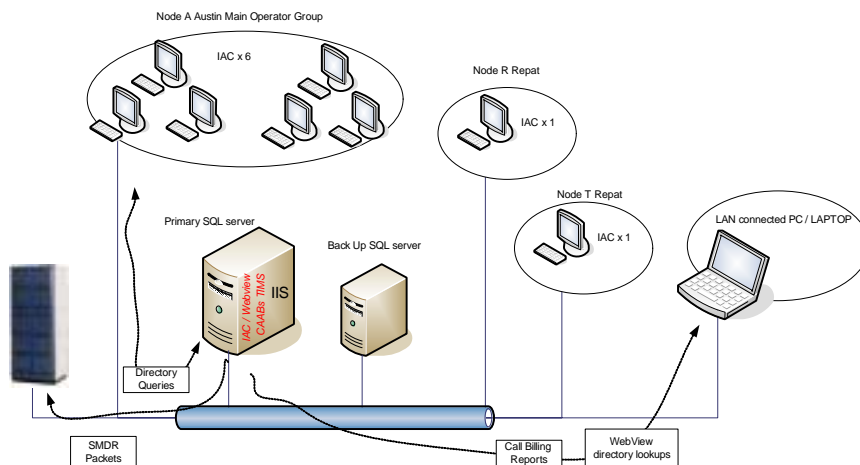 Node A Austin Main Operator Group
IAC x 6
Node R Repat
IAC x 1
Node T Repat
IAC x 1
LAN connected PC / LAPTOP
Primary SQL server
Back Up SQL server
IAC / Webview
CAABs TIMS
IIS
Directory
Queries
SMDR
Packets
Call Billing
Reports
WebView
directory lookups